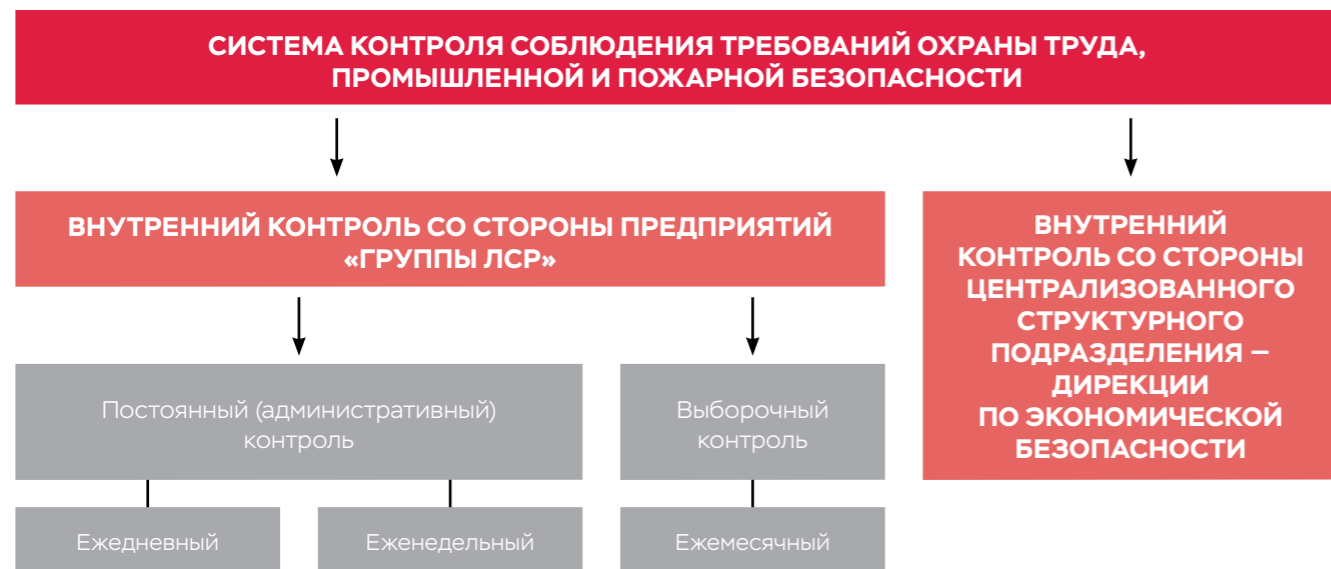 СИСТЕМА КОНТРОЛЯ СОБЛЮДЕНИЯ ТРЕБОВАНИЙ ОХРАНЫ ТРУДА,
ПРОМЫШЛЕННОЙ И ПОЖАРНОЙ БЕЗОПАСНОСТИ
ВНУТРЕННИЙ КОНТРОЛЬ СО СТОРОНЫ ПРЕДПРИЯТИЙ
«ГРУППЫ ЛСР»
ВНУТРЕННИЙ
КОНТРОЛЬ СО СТОРОНЫ
ЦЕНТРАЛИЗОВАННОГО
СТРУКТУРНОГО
ПОДРАЗДЕЛЕНИЯ —
ДИРЕКЦИИ
ПО ЭКОНОМИЧЕСКОЙ
БЕЗОПАСНОСТИ
Постоянный (административный)
контроль
Выборочный
контроль
Ежедневный
Еженедельный
Ежемесячный